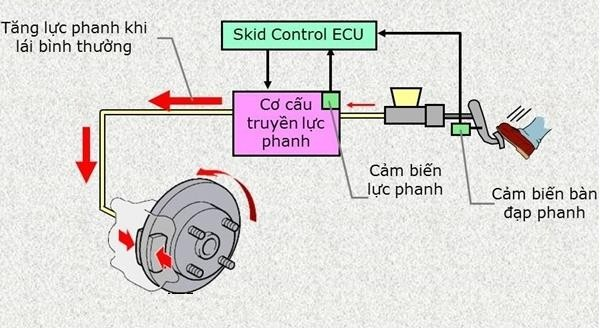 Tăng lực phanh khi
lái bình thường
Skid Control ECU
Cơ cấu
truyền lực
phanh
Cảm biến
lực phanh
Cảm biến bàn
đạp phanh